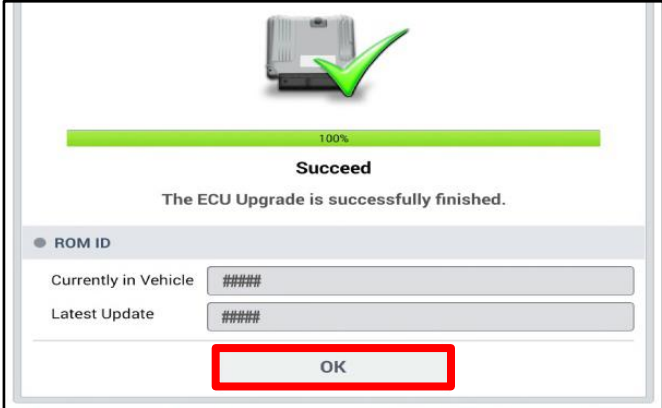 100%
Succeed
The ECU Upgrade is successfully finished.
ROM ID
Currently in Vehicle #####
Latest Update #####
OK